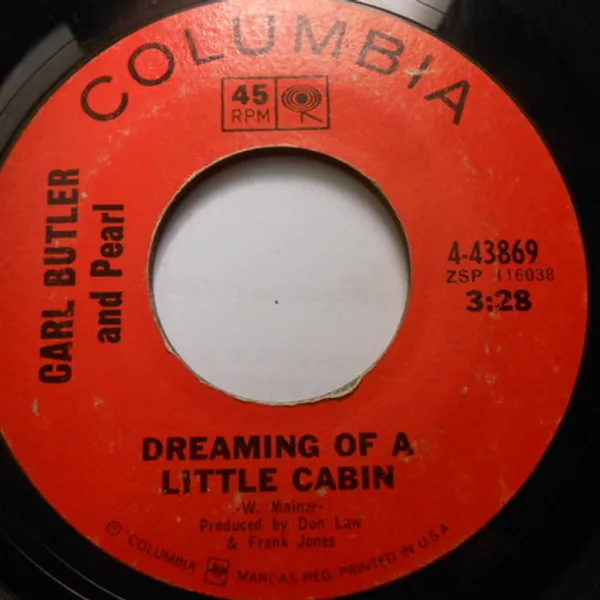 COLUMBIA
45
RPM
CARL BUTLER
and Pearl
4-43869
ZSP 116038
3:28
DREAMING OF A
LITTLE CABIN
-W. Mainer-
Produced by Don Law
& Frank Jones
® "COLUMBIA" MARCAS REG. PRINTED IN U.S.A.